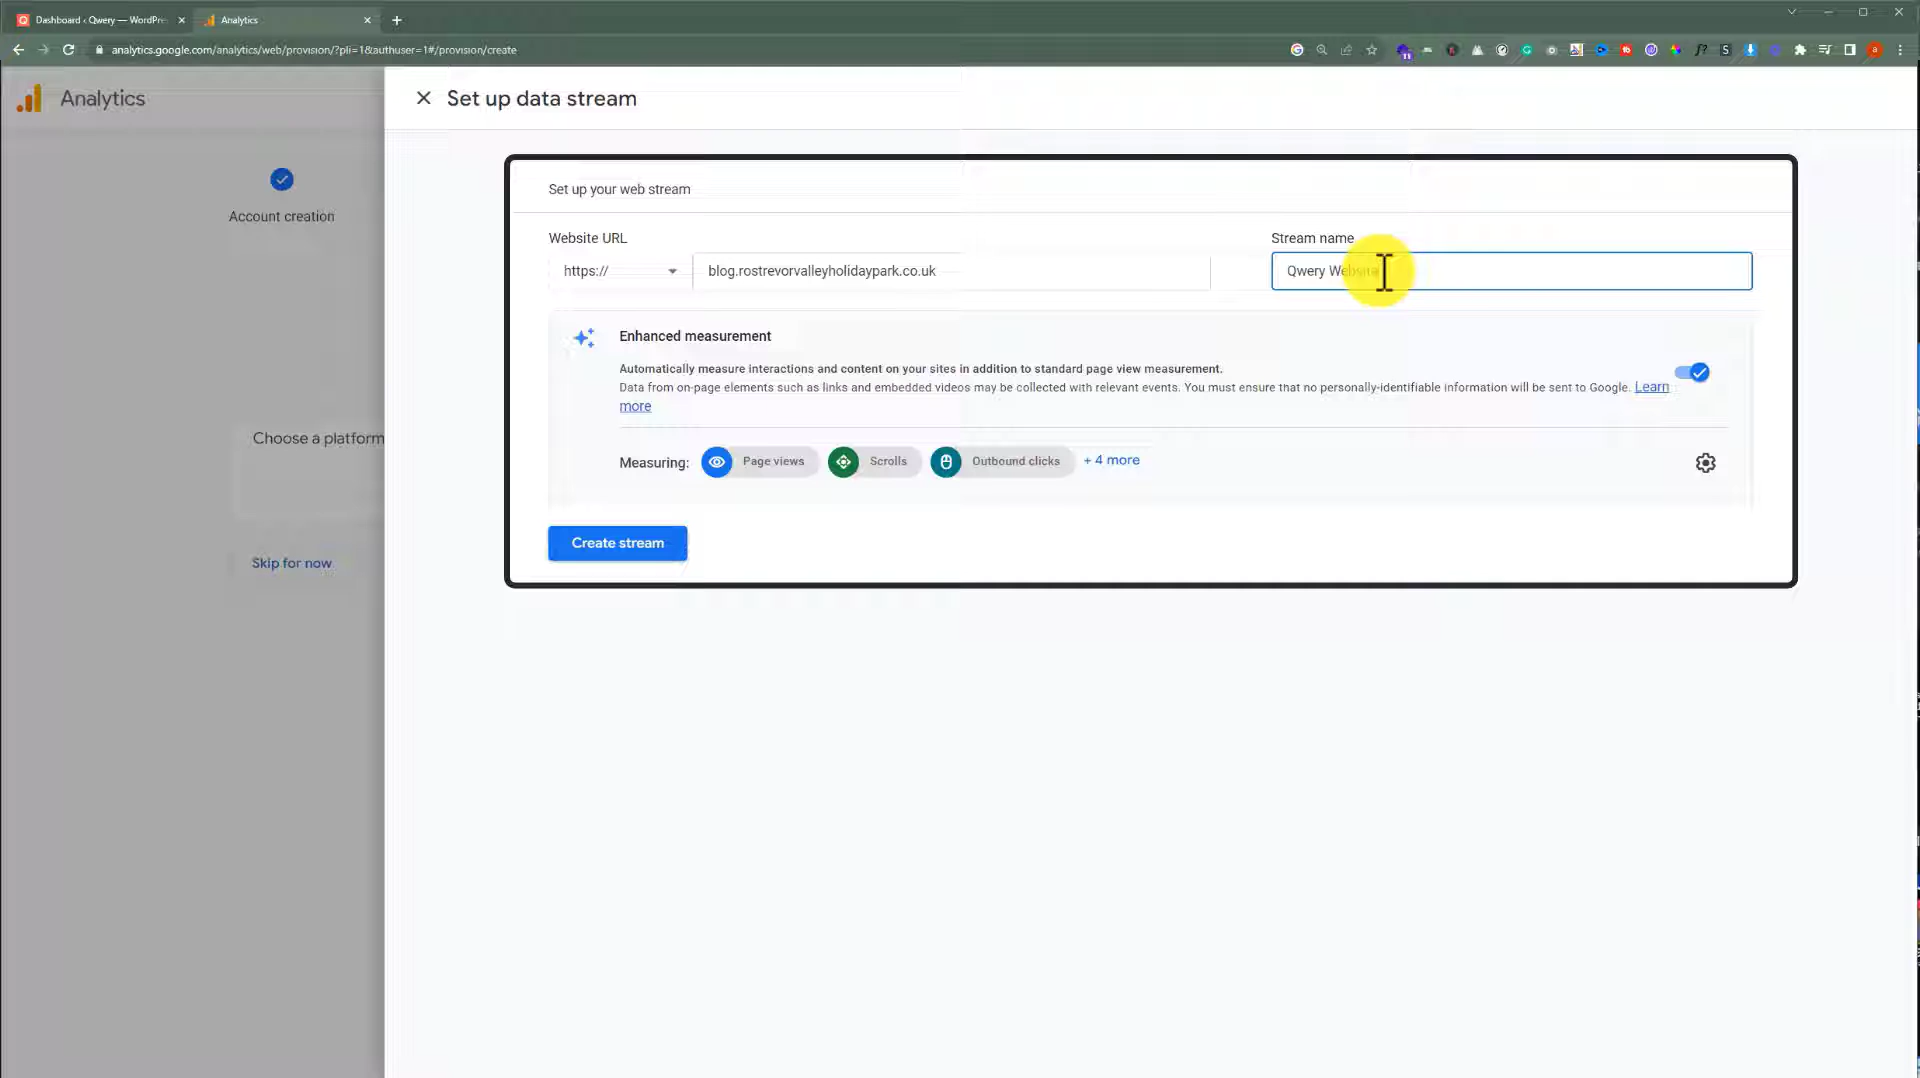 Dashboard ‹ Qwery — WordPre
Analytics
analytics.google.com/analytics/web/provision/?pli=1&authuser=1#/provision/create
Analytics
Set up data stream
Account creation
Set up your web stream
Website URL
Stream name
https://
blog.rostrevorvalleyholidaypark.co.uk
Qwery Website
Enhanced measurement
Automatically measure interactions and content on your sites in addition to standard page view measurement.
Data from on-page elements such as links and embedded videos may be collected with relevant events. You must ensure that no personally-identifiable information will be sent to Google. Learn
more
Choose a platform
Measuring:
Page views
Scrolls
Outbound clicks
+ 4 more
Create stream
Skip for now